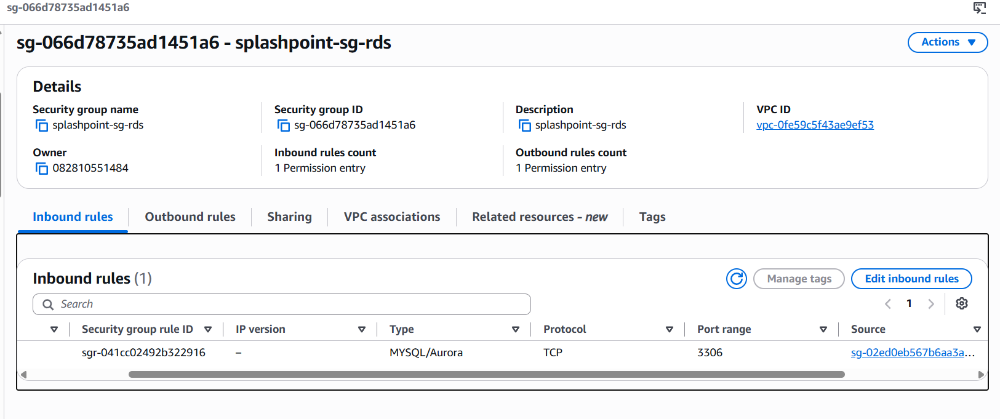 sg-066d78735ad1451a6
sg-066d78735ad1451a6 - splashpoint-sg-rds
Actions
Details
Security group name
splashpoint-sg-rds
Security group ID
sg-066d78735ad1451a6
Description
splashpoint-sg-rds
VPC ID
vpc-0fe59c5f43ae9ef53
Owner
082810551484
Inbound rules count
1 Permission entry
Outbound rules count
1 Permission entry
Inbound rules
Outbound rules
Sharing
VPC associations
Related resources - new
Tags
Inbound rules (1)
Manage tags
Edit inbound rules
Search
1
Security group rule ID
IP version
Type
Protocol
Port range
Source
sgr-041cc02492b322916
–
MYSQL/Aurora
TCP
3306
sg-02ed0eb567b6aa3a...